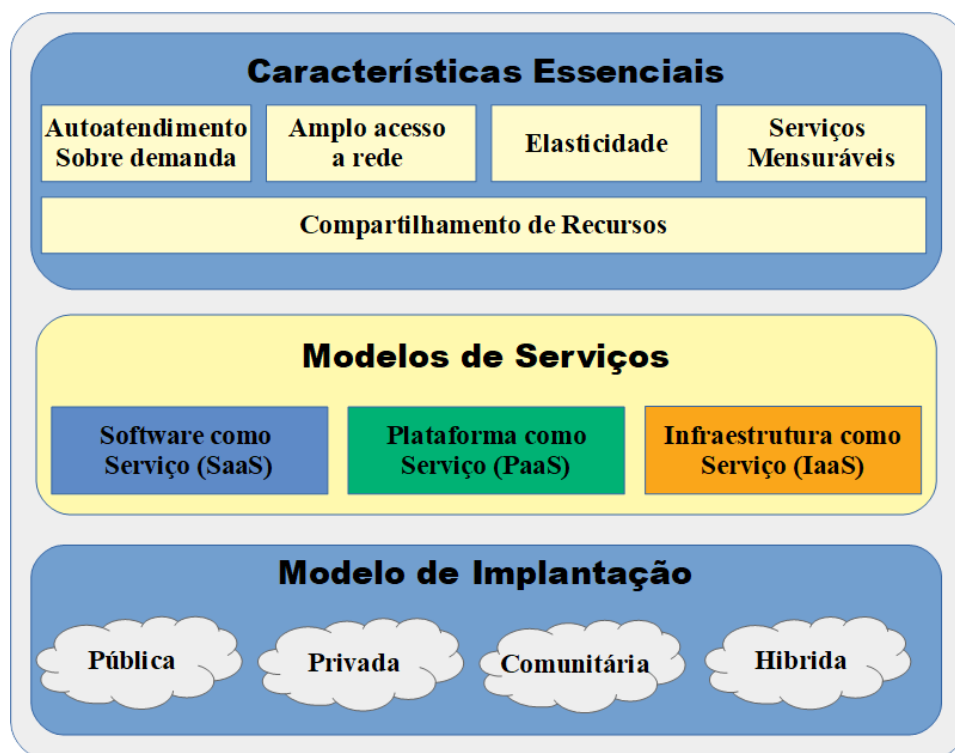 Características Essenciais
Autoatendimento
Sobre demanda
Amplo acesso
a rede
Elasticidade
Serviços
Mensuráveis
Compartilhamento de Recursos
Modelos de Serviços
Software como
Serviço (SaaS)
Plataforma como
Serviço (PaaS)
Infraestrutura como
Serviço (IaaS)
Modelo de Implantação
Pública
Privada
Comunitária
Hibrida